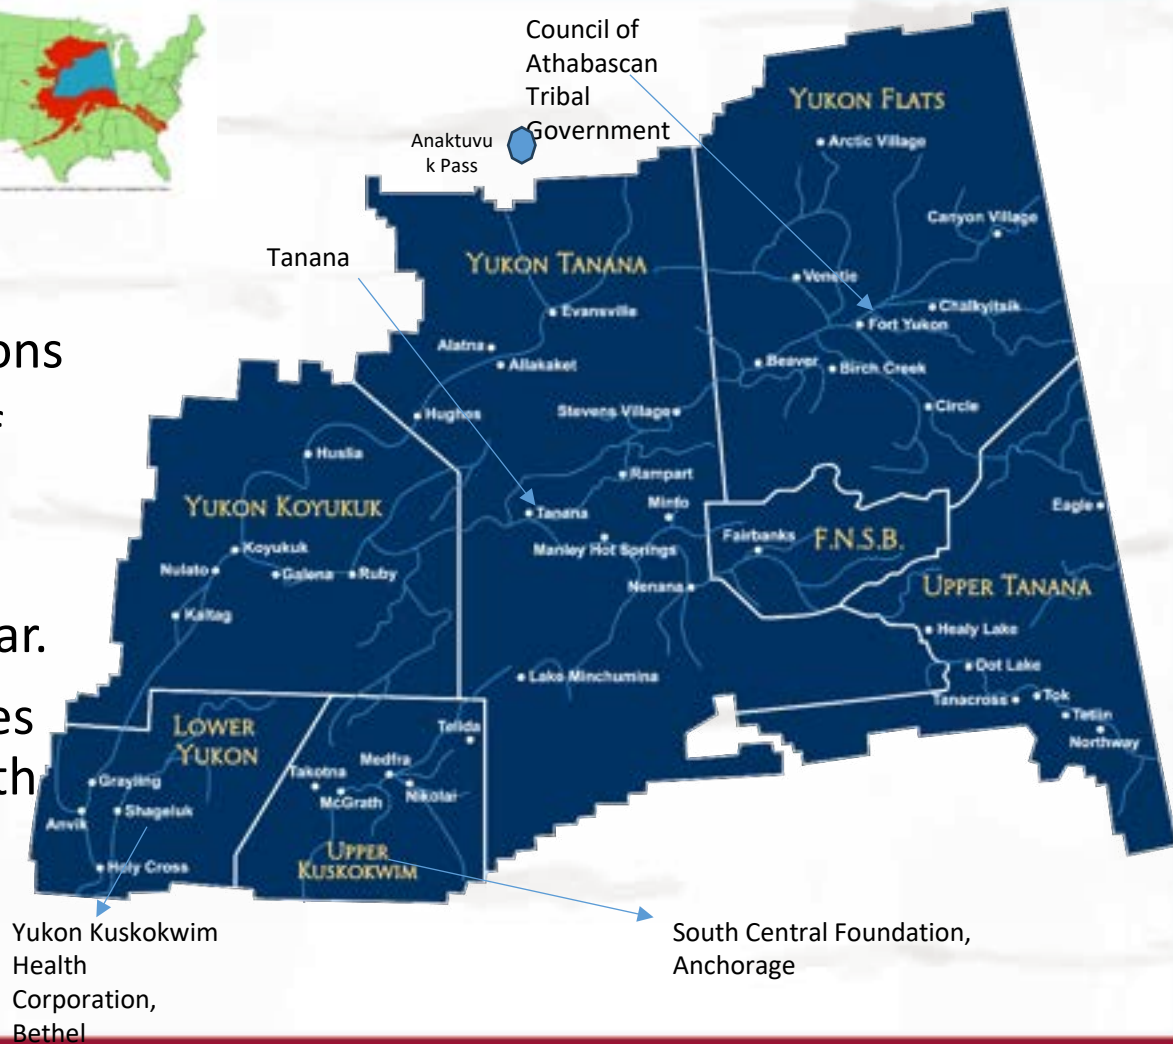 Council of
Athabascan
Tribal
Government
Anaktuvu
k Pass
Tanana
ons
ar.
es
th
YUKON FLATS
Arctic Village
Canyon Village
Venetie
Chalkyitsik
Fort Yukon
Beaver
Birch Creek
Circle
YUKON TANANA
Evansville
Alatna
Allakaket
Hughes
Stevens Village
Rampart
Minto
Tanana
Manley Hot Springs
Nenana
Lake Minchumina
YUKON KOYUKUK
Huslia
Koyukuk
Nulato
Galena
Ruby
Kaltag
Fairbanks
F.N.S.B.
Eagle
UPPER TANANA
Healy Lake
Dot Lake
Tanacross
Tok
Tetlin
Northway
LOWER
YUKON
Grayling
Anvik
Shageluk
Holy Cross
Telida
Medfra
Takotna
McGrath
Nikolai
UPPER
KUSKOKWIM
Yukon Kuskokwim
Health
Corporation,
Bethel
South Central Foundation,
Anchorage